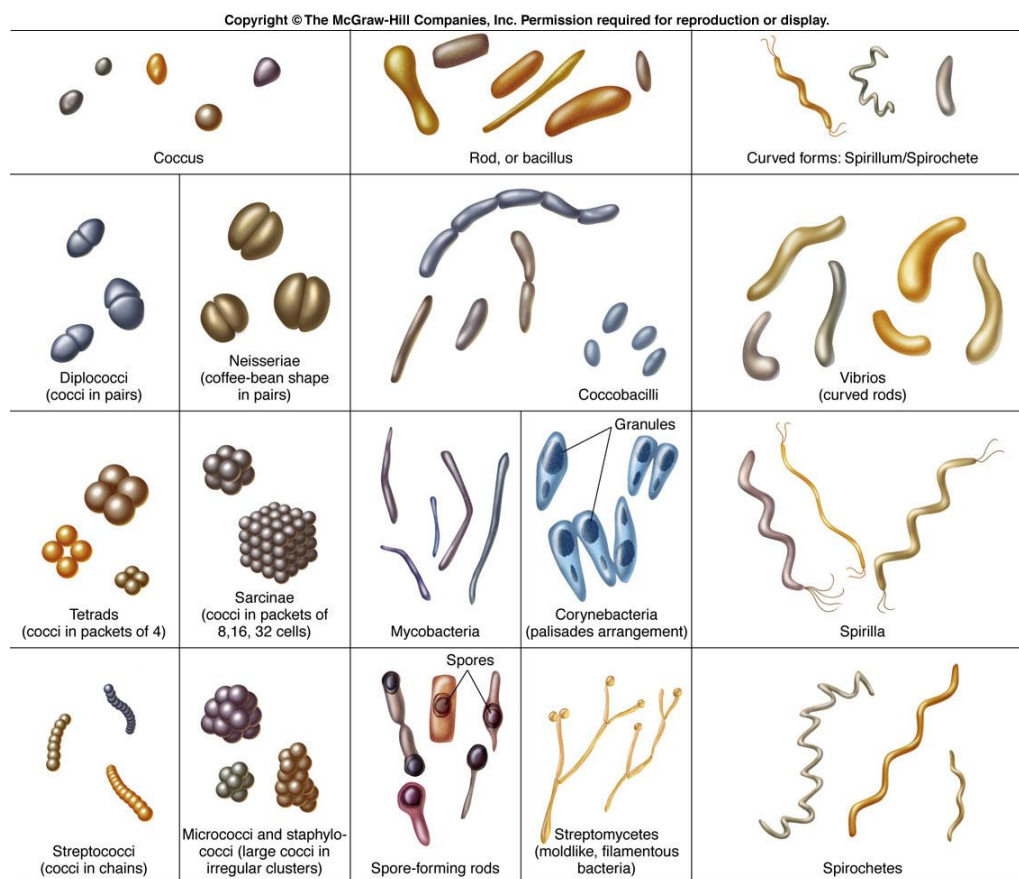 Copyright © The McGraw-Hill Companies, Inc. Permission required for reproduction or display.
Coccus
Rod, or bacillus
Curved forms: Spirillum/Spirochete
Diplococci
(cocci in pairs)
Neisseriae
(coffee-bean shape
in pairs)
Coccobacilli
Vibrios
(curved rods)
Tetrads
(cocci in packets of 4)
Sarcinae
(cocci in packets of
8,16, 32 cells)
Mycobacteria
Granules
Corynebacteria
(palisades arrangement)
Spirilla
Streptococci
(cocci in chains)
Micrococci and staphylo-
cocci (large cocci in
irregular clusters)
Spores
Spore-forming rods
Streptomycetes
(moldlike, filamentous
bacteria)
Spirochetes